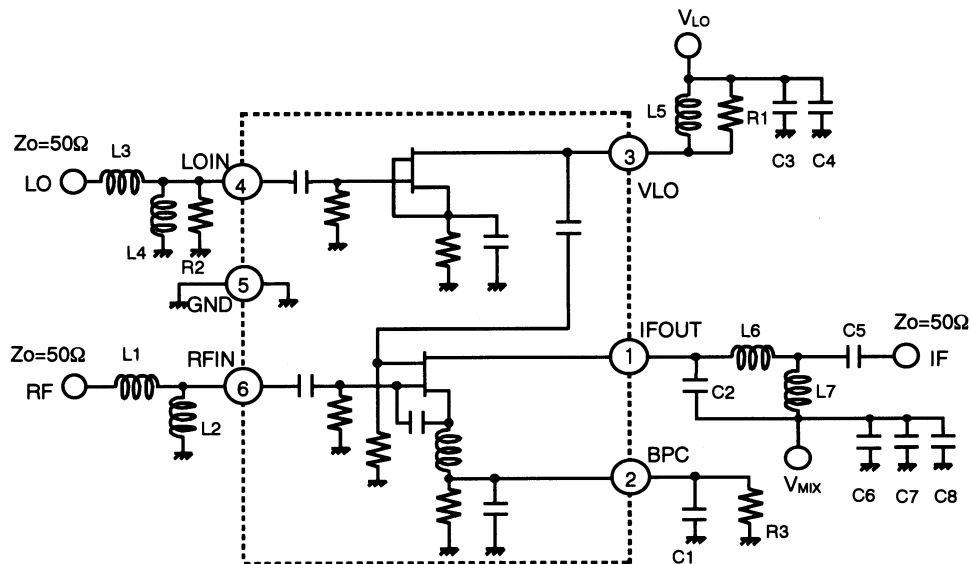 VLO
L5
R1
C3
C4
Zo=50Ω
L3
LO
LOIN
4
3
VLO
L4
R2
5
GND
Zo=50Ω
L1
RF
RFIN
6
L2
IFOUT
1
L6
C5
Zo=50Ω
IF
C2
L7
BPC
2
VMIX
C6
C7
C8
C1
R3